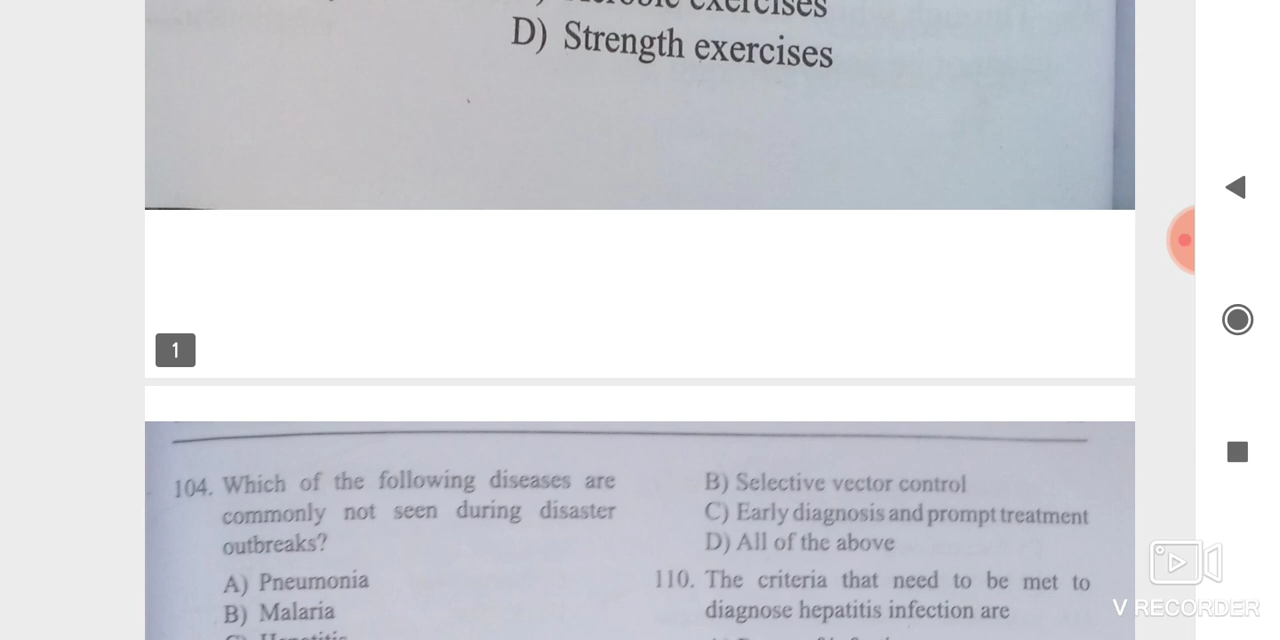 exercises
D) Strength exercises
1
104. Which of the following diseases are
commonly not seen during disaster
outbreaks?
A) Pneumonia
B) Malaria
B) Selective vector control
C) Early diagnosis and prompt treatment
D) All of the above
110. The criteria that need to be met to
diagnose hepatitis infection are
V RECORDER